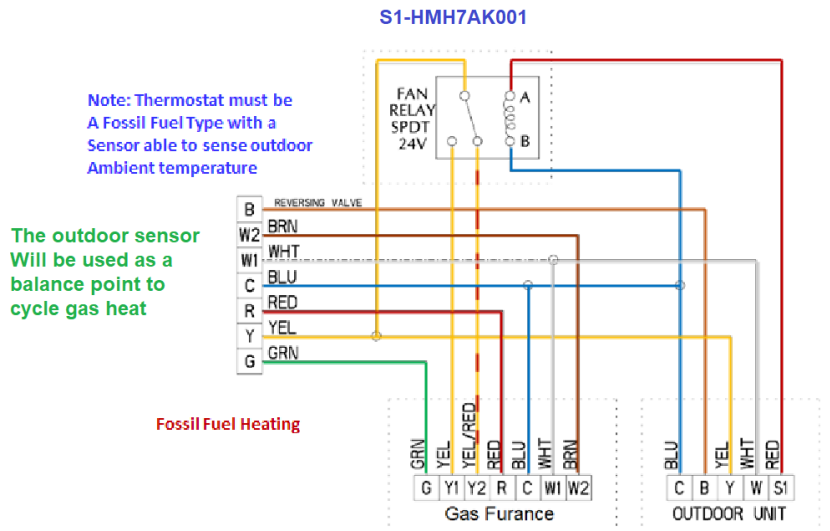 S1-HMH7AK001
Note: Thermostat must be
A Fossil Fuel Type with a
Sensor able to sense outdoor
Ambient temperature
FAN
RELAY
SPDT
24V
A
B
The outdoor sensor
Will be used as a
balance point to
cycle gas heat
B REVERSING VALVE
W2 BRN
W1 WHT
C BLU
R RED
Y YEL
G GRN
Fossil Fuel Heating
GRN YEL YEL/RED RED BLU WHT BRN
G Y1 Y2 R C W1 W2
Gas Furance
BLU YEL WHT RED
C B Y W S1
OUTDOOR UNIT